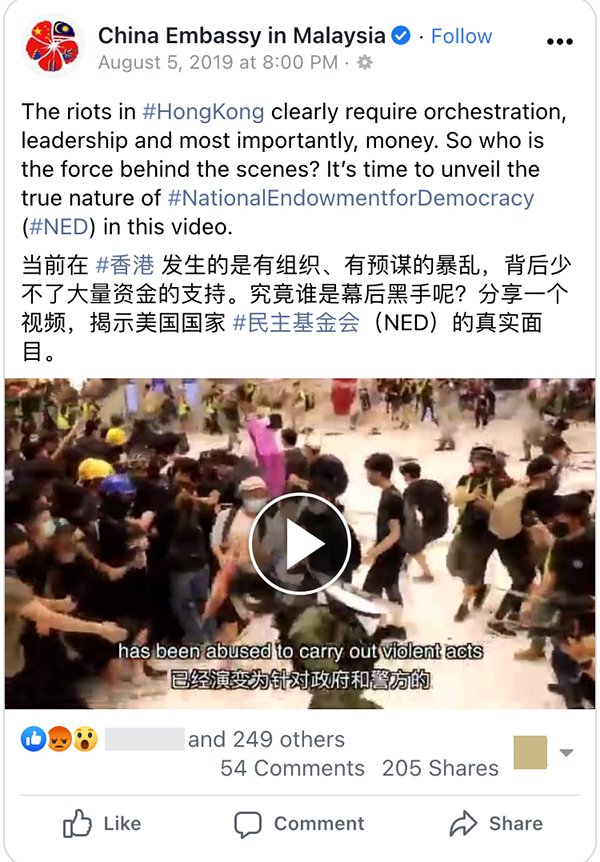 China Embassy in Malaysia · Follow
August 5, 2019 at 8:00 PM ·
The riots in #HongKong clearly require orchestration,
leadership and most importantly, money. So who is
the force behind the scenes? It's time to unveil the
true nature of #NationalEndowmentforDemocracy
(#NED) in this video.
当前在 #香港 发生的是有组织、有预谋的暴乱，背后少
不了大量资金的支持。究竟谁是幕后黑手呢？分享一个
视频，揭示美国国家 #民主基金会（NED）的真实面
目。
has been abused to carry out violent acts
已经演变为针对政府和警方的
and 249 others
54 Comments 205 Shares
Like Comment Share